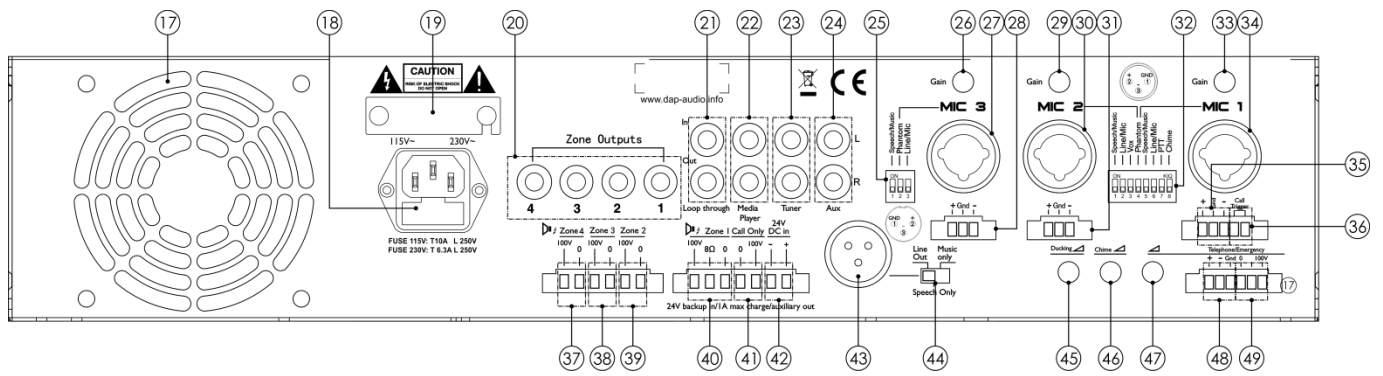 17 18 19 20 21 22 23 24 25 26 27 28 29 30 31 32 33 34
CAUTION
RISK OF ELECTRIC SHOCK
DO NOT OPEN
www.dap-audio.info
115V~ 230V~
FUSE 115V: T10A L 250V
FUSE 230V: T 6.3A L 250V
Zone Outputs
4 3 2 1
In
Out
L
R
Loop through
Media Player
Tuner
Aux
Speech/Music
Phantom
Line/Mic
ON
1 2 3
Gain
MIC 3
+ Gnd -
Gain
MIC 2
+ Gnd -
+ GND
2 - 1
3
Speech/Music
Line/Mic
Vox
Phantom
Speech/Music
Line/Mic
PTT
Chime
ON KIQ
1 2 3 4 5 6 7 8
Gain
MIC 1
+ Gnd -
Call Trigger
35
36
Zone 4 Zone 3 Zone 2
100V 0 100V 0 100V 0
Zone 1 Call Only 24V DC in
100V 8Ω 0 0 100V - +
24V backup in/1A max charge/auxiliary out
GND - +
1 2
3
Line Out
Music only
Speech Only
Ducking
Chime
Telephone/Emergency
+ - Gnd 0 100V
17
37 38 39 40 41 42 43 44 45 46 47 48 49